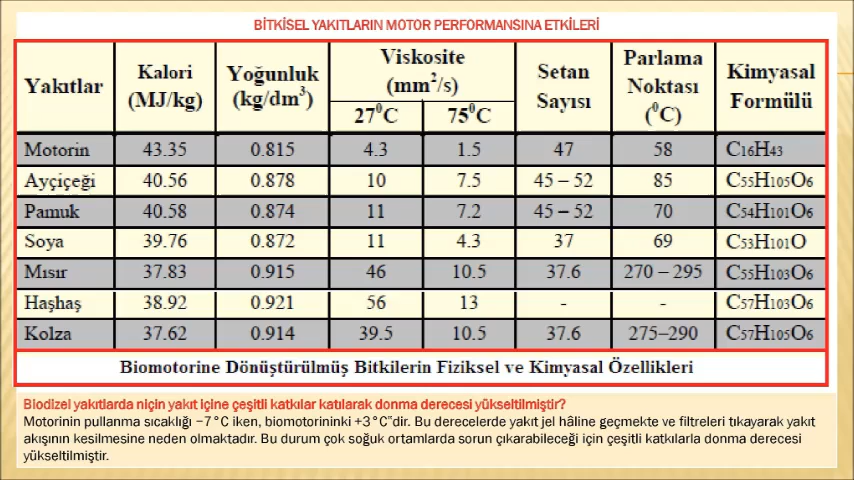 BİTKİSEL YAKITLARIN MOTOR PERFORMANSINA ETKİLERİ
Yakıtlar Kalori (MJ/kg) Yoğunluk (kg/dm³) Viskosite (mm²/s) 27⁰C 75⁰C Setan Sayısı Parlama Noktası (⁰C) Kimyasal Formülü
Motorin 43.35 0.815 4.3 1.5 47 58 C16H43
Ayçiçeği 40.56 0.878 10 7.5 45 – 52 85 C55H105O6
Pamuk 40.58 0.874 11 7.2 45 – 52 70 C54H101O6
Soya 39.76 0.872 11 4.3 37 69 C53H101O
Mısır 37.83 0.915 46 10.5 37.6 270 – 295 C55H103O6
Haşhaş 38.92 0.921 56 13 - - C57H103O6
Kolza 37.62 0.914 39.5 10.5 37.6 275–290 C57H105O6
Biomotorine Dönüştürülmüş Bitkilerin Fiziksel ve Kimyasal Özellikleri
Biodizel yakıtlarda niçin yakıt içine çeşitli katkılar katılarak donma derecesi yükseltilmiştir?
Motorinin pullanma sıcaklığı −7°C iken, biomotorininki +3°C‟dir. Bu derecelerde yakıt jel hâline geçmekte ve filtreleri tıkayarak yakıt
akışının kesilmesine neden olmaktadır. Bu durum çok soğuk ortamlarda sorun çıkarabileceği için çeşitli katkılarla donma derecesi
yükseltilmiştir.